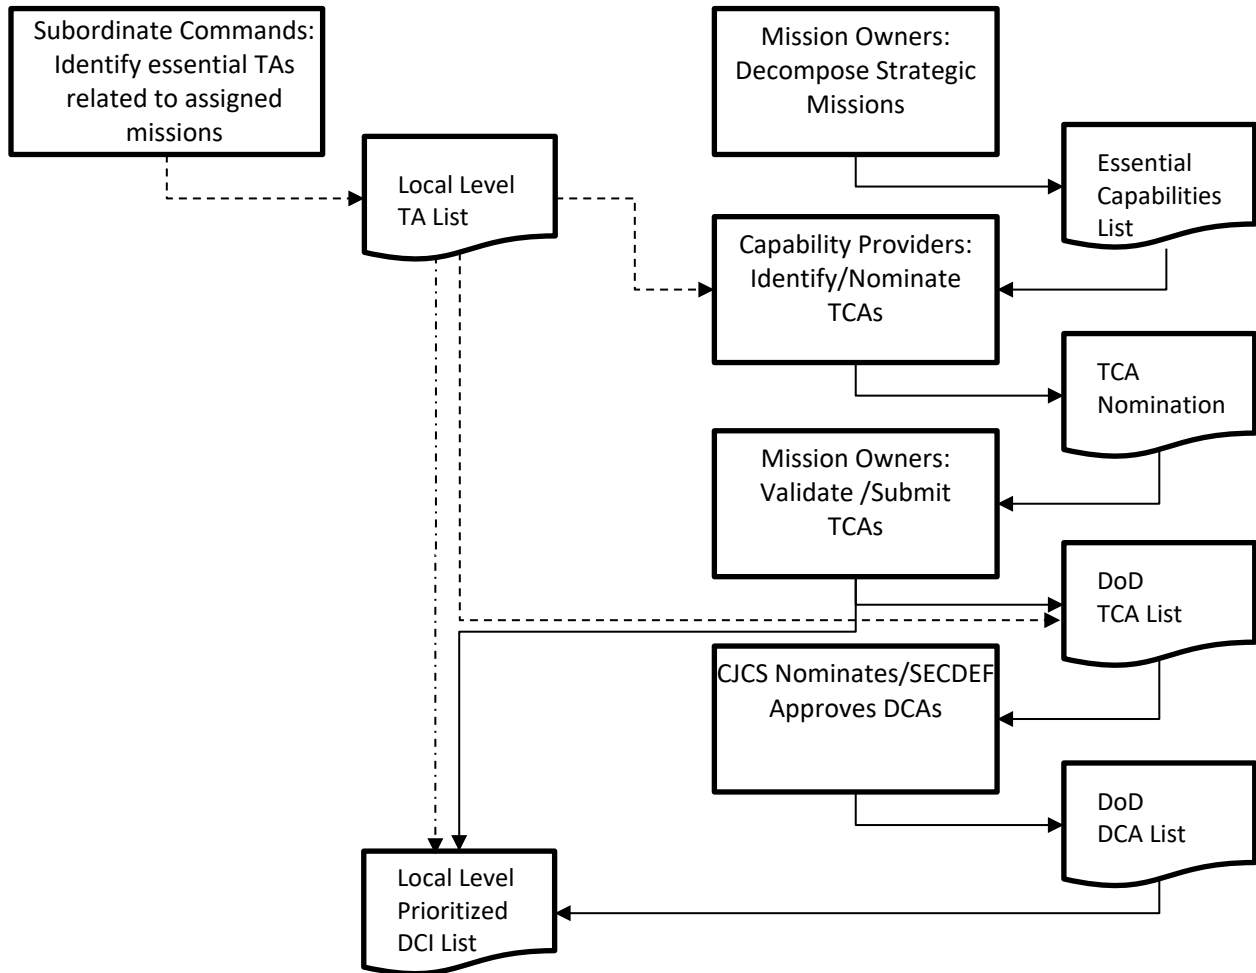 Subordinate Commands:
Identify essential TAs
related to assigned
missions
Mission Owners:
Decompose Strategic
Missions
Local Level
TA List
Essential
Capabilities
List
Capability Providers:
Identify/Nominate
TCAs
TCA
Nomination
Mission Owners:
Validate /Submit
TCAs
DoD
TCA List
CJCS Nominates/SECDEF
Approves DCAs
DoD
DCA List
Local Level
Prioritized
DCI List